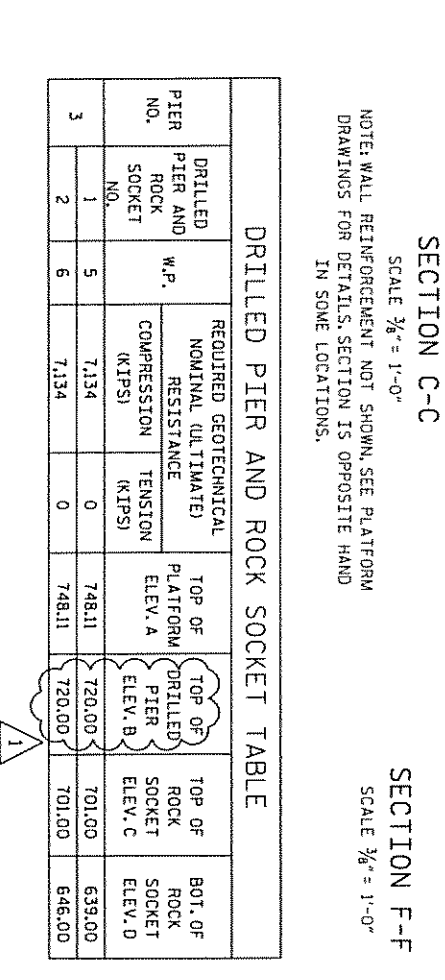 SECTION C-C
SCALE 3/8" = 1'-0"
NOTE: WALL REINFORCEMENT NOT SHOWN, SEE PLATFORM
DRAWINGS FOR DETAILS. SECTION IS OPPOSITE HAND
IN SOME LOCATIONS.
SECTION F-F
SCALE 3/8" = 1'-0"
DRILLED PIER AND ROCK SOCKET TABLE
PIER
NO.
DRILLED
PIER AND
ROCK
SOCKET
NO.
W.P.
REQUIRED GEOTECHNICAL
NOMINAL (ULTIMATE)
RESISTANCE
COMPRESSION
(KIPS)
TENSION
(KIPS)
TOP OF
PLATFORM
ELEV. A
TOP OF
DRILLED
PIER
ELEV. B
TOP OF
ROCK
SOCKET
ELEV. C
BOT. OF
ROCK
SOCKET
ELEV. D
3
1 5 7,134 0 748.11 720.00 701.00 639.00
2 6 7,134 0 748.11 720.00 701.00 646.00
1